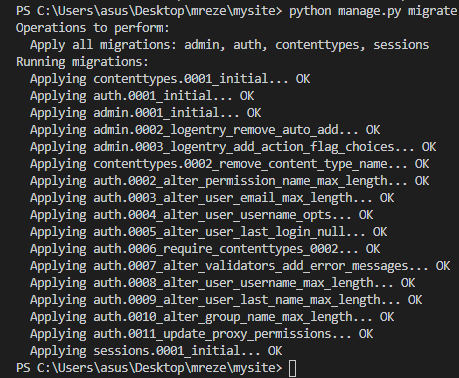 PS C:\Users\asus\Desktop\mreze\mysite> python manage.py migrate
Operations to perform:
  Apply all migrations: admin, auth, contenttypes, sessions
Running migrations:
  Applying contenttypes.0001_initial... OK
  Applying auth.0001_initial... OK
  Applying admin.0001_initial... OK
  Applying admin.0002_logentry_remove_auto_add... OK
  Applying admin.0003_logentry_add_action_flag_choices... OK
  Applying contenttypes.0002_remove_content_type_name... OK
  Applying auth.0002_alter_permission_name_max_length... OK
  Applying auth.0003_alter_user_email_max_length... OK
  Applying auth.0004_alter_user_username_opts... OK
  Applying auth.0005_alter_user_last_login_null... OK
  Applying auth.0006_require_contenttypes_0002... OK
  Applying auth.0007_alter_validators_add_error_messages... OK
  Applying auth.0008_alter_user_username_max_length... OK
  Applying auth.0009_alter_user_last_name_max_length... OK
  Applying auth.0010_alter_group_name_max_length... OK
  Applying auth.0011_update_proxy_permissions... OK
  Applying sessions.0001_initial... OK
PS C:\Users\asus\Desktop\mreze\mysite>